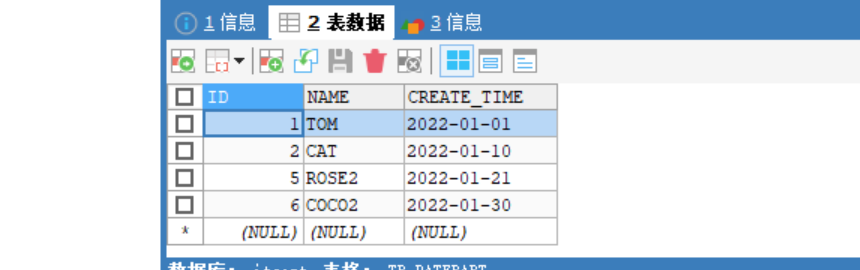 1 信息 2 表数据 3 信息
ID NAME CREATE_TIME
1 TOM 2022-01-01
2 CAT 2022-01-10
5 ROSE2 2022-01-21
6 COCO2 2022-01-30
* (NULL) (NULL) (NULL)
数据库: 表格: